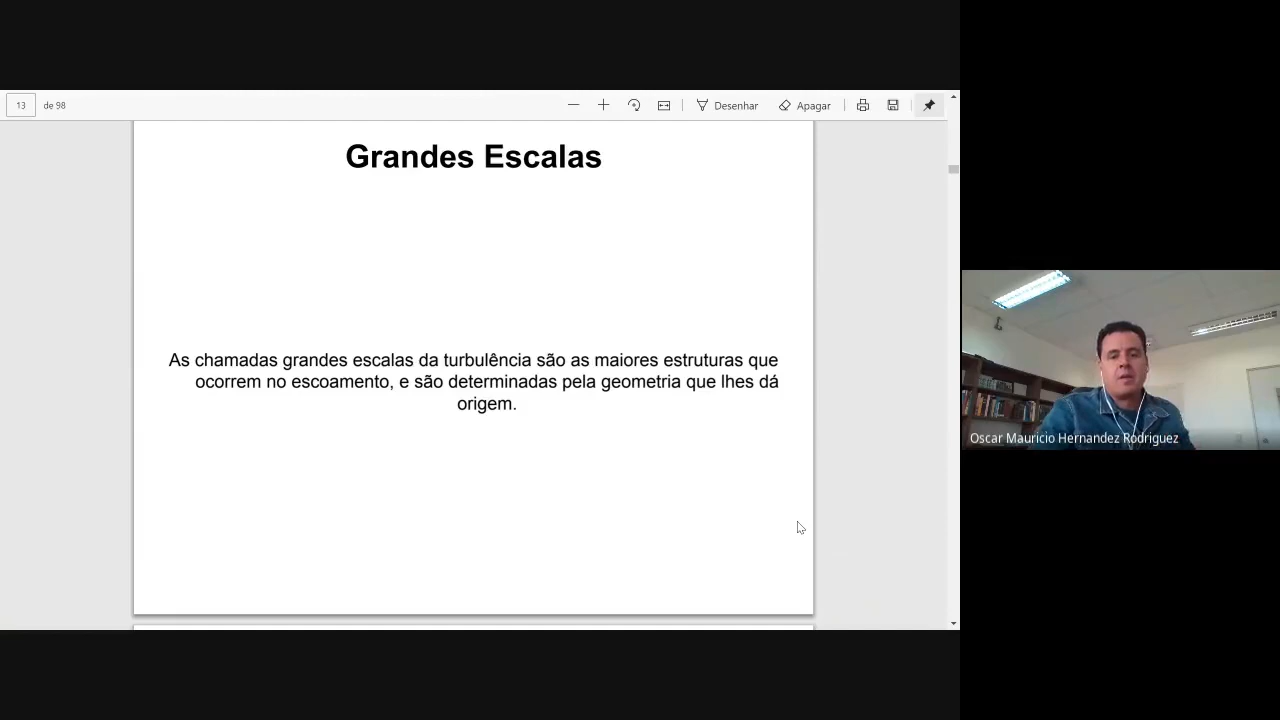 13 de 98
Desenhar
Apagar
Grandes Escalas
As chamadas grandes escalas da turbulência são as maiores estruturas que
ocorrem no escoamento, e são determinadas pela geometria que lhes dá
origem.
Oscar Mauricio Hernandez Rodriguez